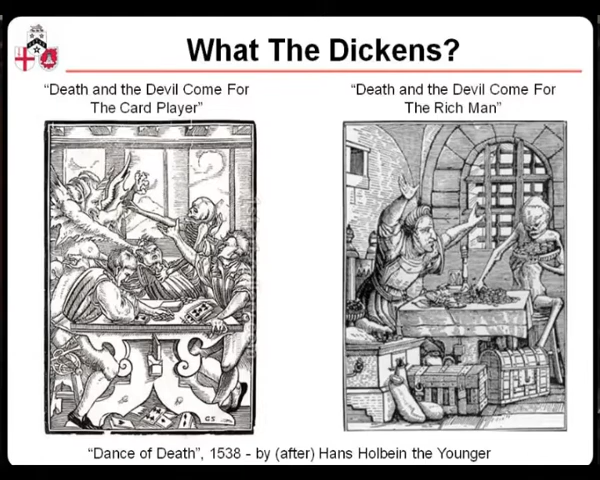 What The Dickens?
"Death and the Devil Come For
The Card Player"
"Death and the Devil Come For
The Rich Man"
GS
"Dance of Death", 1538 - by (after) Hans Holbein the Younger